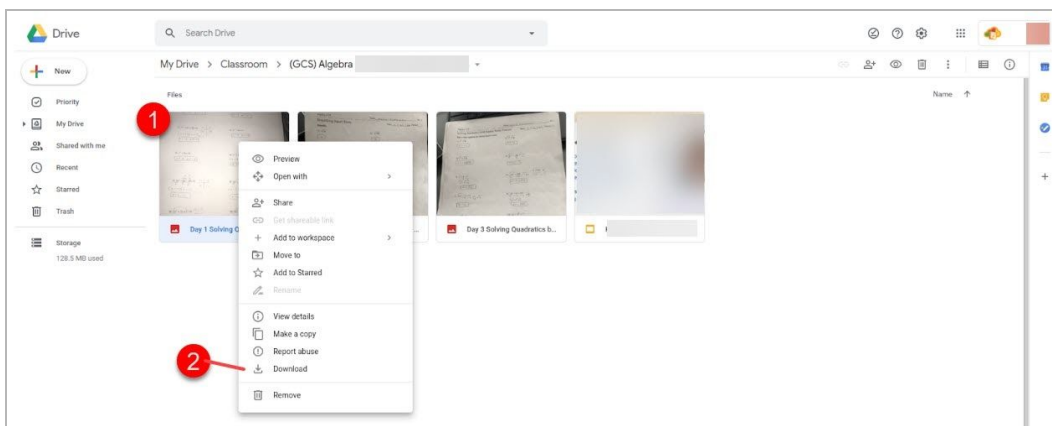 Drive
Search Drive
New
My Drive > Classroom > (GCS) Algebra
Priority
My Drive
Shared with me
Recent
Starred
Trash
Storage
128.5 MB used
Files
Name
1
Day 1 Solving
Day 3 Solving Quadratics b...
Preview
Open with
Share
Get shareable link
Add to workspace
Move to
Add to Starred
Rename
View details
Make a copy
Report abuse
2
Download
Remove